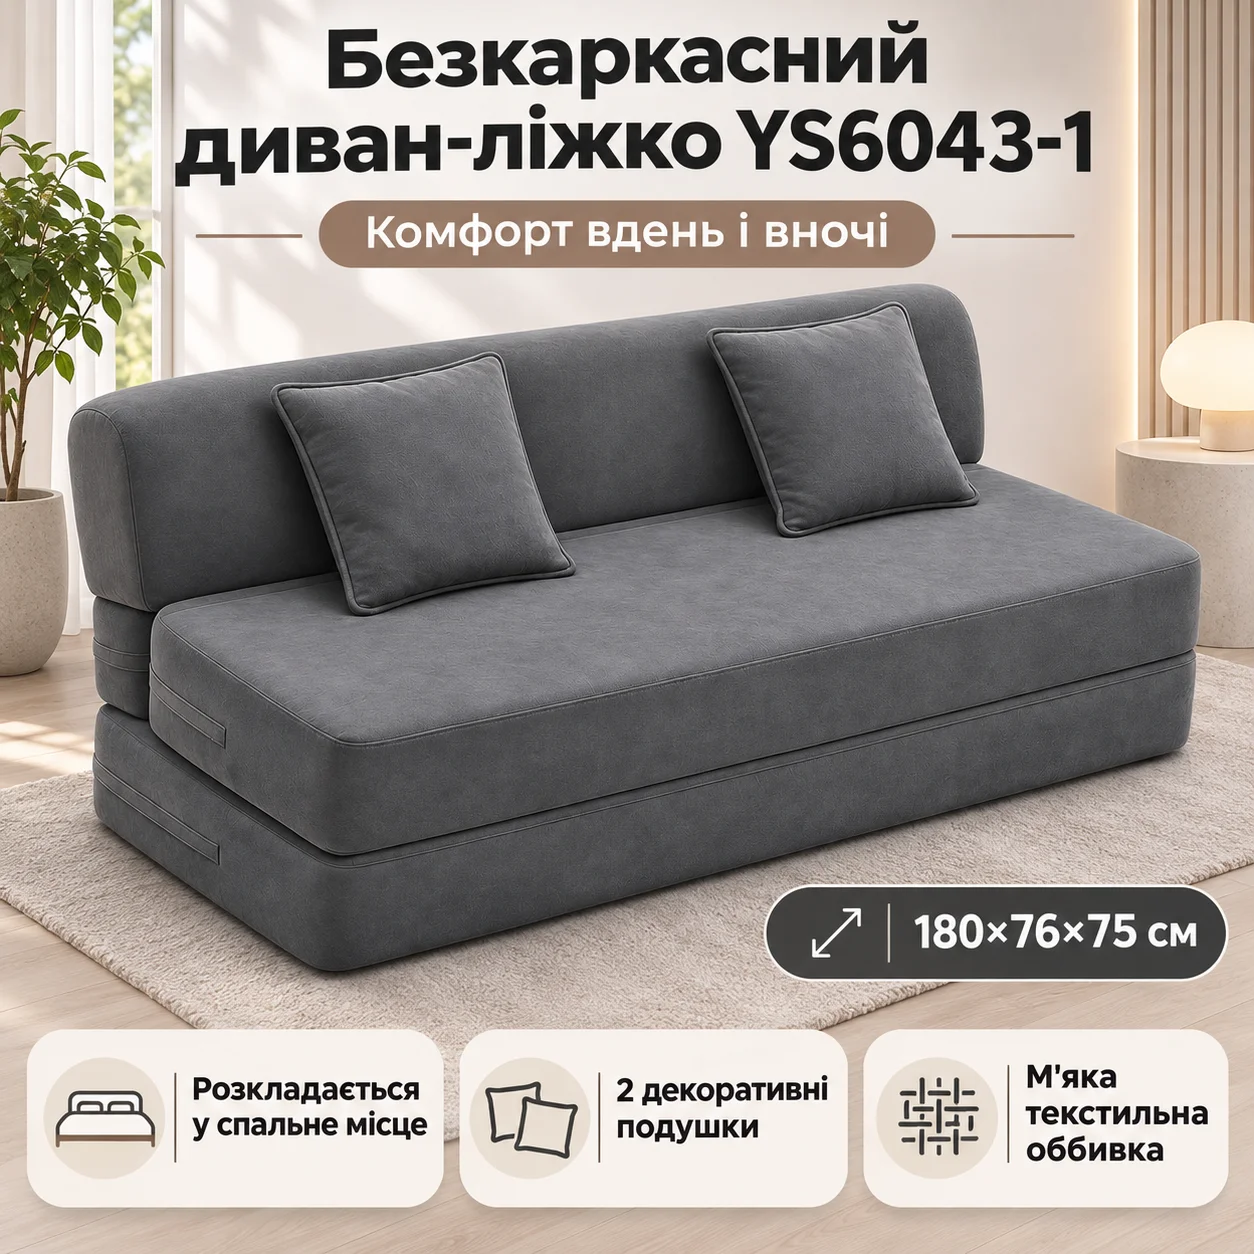 Безкаркасний
диван-ліжко YS6043-1
Комфорт вдень і вночі
180×76×75 см
Розкладається
у спальне місце
2 декоративні
подушки
М'яка
текстильна
оббивка